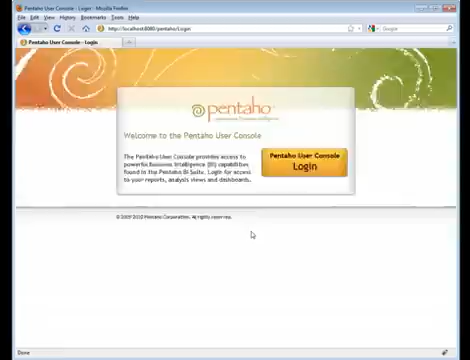 Pentaho User Console - Login - Mozilla Firefox
File Edit View History Bookmarks Tools Help
http://localhost:8080/pentaho/Login
Google
Pentaho User Console - Login
pentaho
Welcome to the Pentaho User Console
The Pentaho User Console provides access to
powerful Business Intelligence (BI) capabilities
found in the Pentaho BI Suite. Login for access
to your reports, analysis views and dashboards.
Pentaho User Console
Login
Pentaho Corporation. All rights reserved.
Done